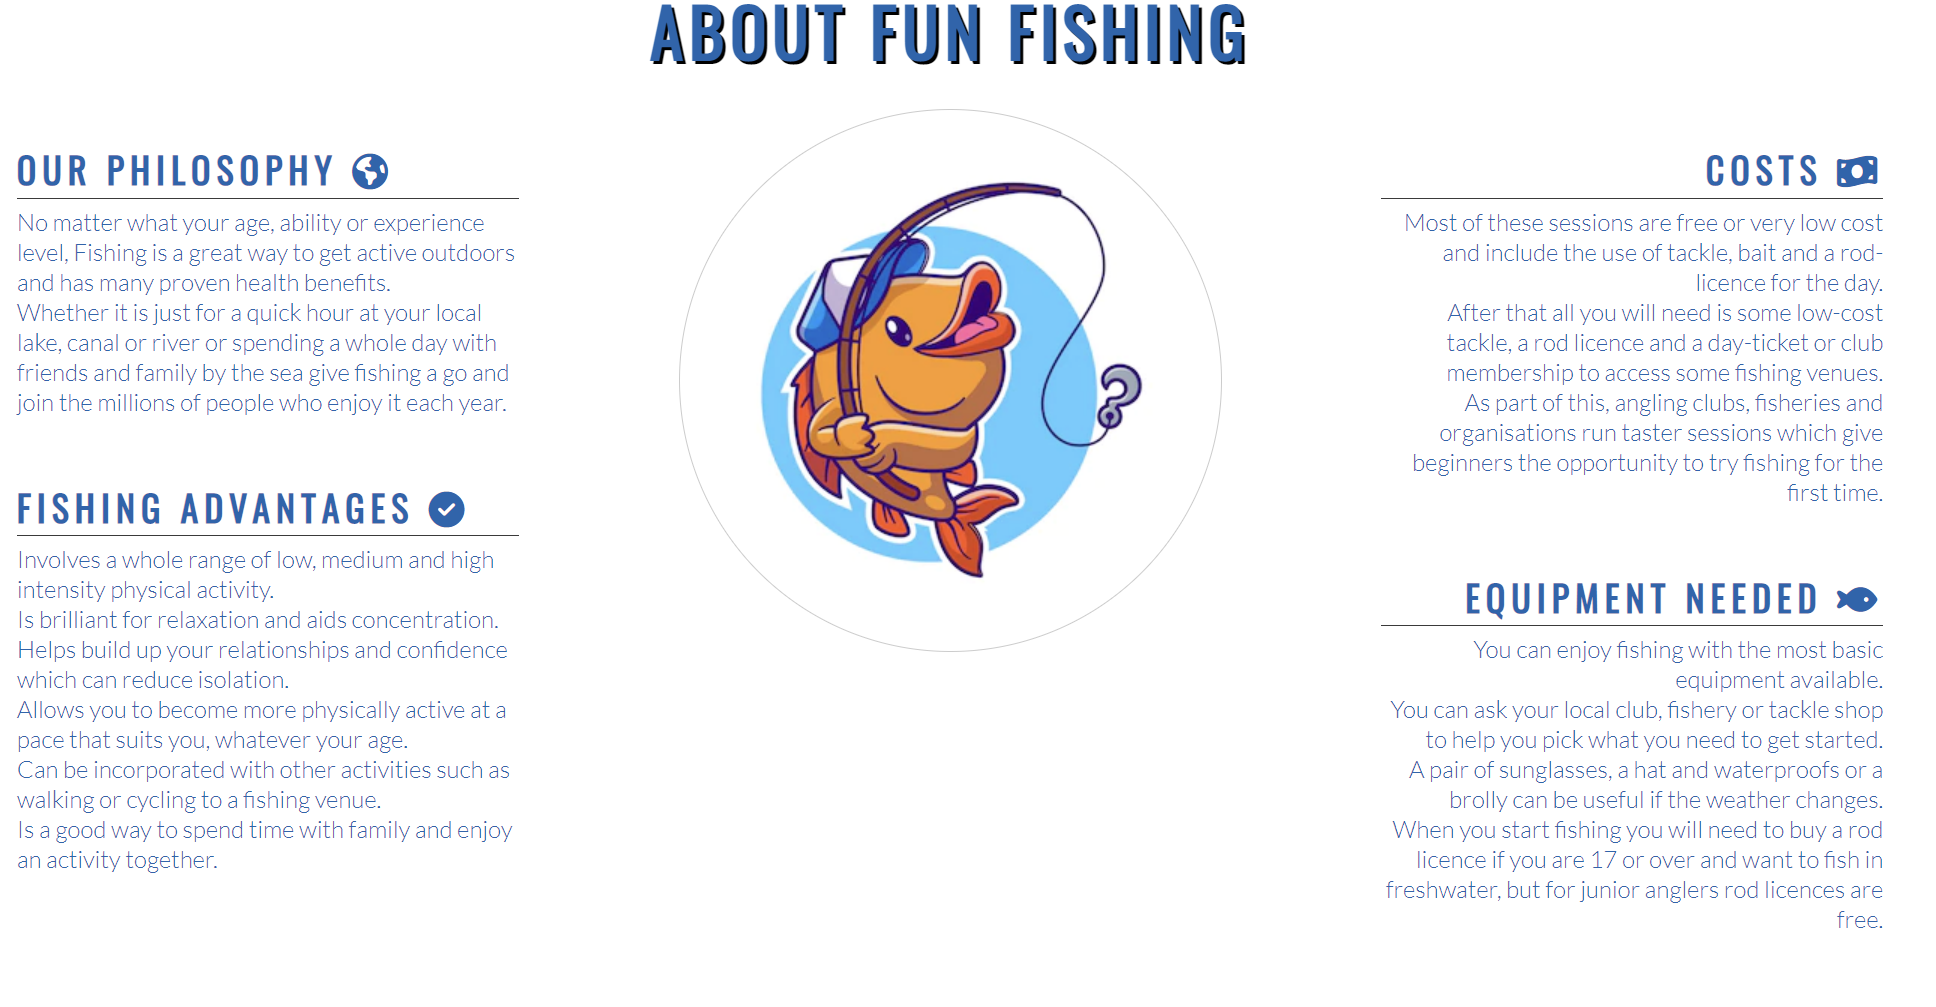 ABOUT FUN FISHING
OUR PHILOSOPHY
No matter what your age, ability or experience
level, Fishing is a great way to get active outdoors
and has many proven health benefits.
Whether it is just for a quick hour at your local
lake, canal or river or spending a whole day with
friends and family by the sea give fishing a go and
join the millions of people who enjoy it each year.
FISHING ADVANTAGES
Involves a whole range of low, medium and high
intensity physical activity.
Is brilliant for relaxation and aids concentration.
Helps build up your relationships and confidence
which can reduce isolation.
Allows you to become more physically active at a
pace that suits you, whatever your age.
Can be incorporated with other activities such as
walking or cycling to a fishing venue.
Is a good way to spend time with family and enjoy
an activity together.
COSTS
Most of these sessions are free or very low cost
and include the use of tackle, bait and a rod-
licence for the day.
After that all you will need is some low-cost
tackle, a rod licence and a day-ticket or club
membership to access some fishing venues.
As part of this, angling clubs, fisheries and
organisations run taster sessions which give
beginners the opportunity to try fishing for the
first time.
EQUIPMENT NEEDED
You can enjoy fishing with the most basic
equipment available.
You can ask your local club, fishery or tackle shop
to help you pick what you need to get started.
A pair of sunglasses, a hat and waterproofs or a
brolly can be useful if the weather changes.
When you start fishing you will need to buy a rod
licence if you are 17 or over and want to fish in
freshwater, but for junior anglers rod licences are
free.